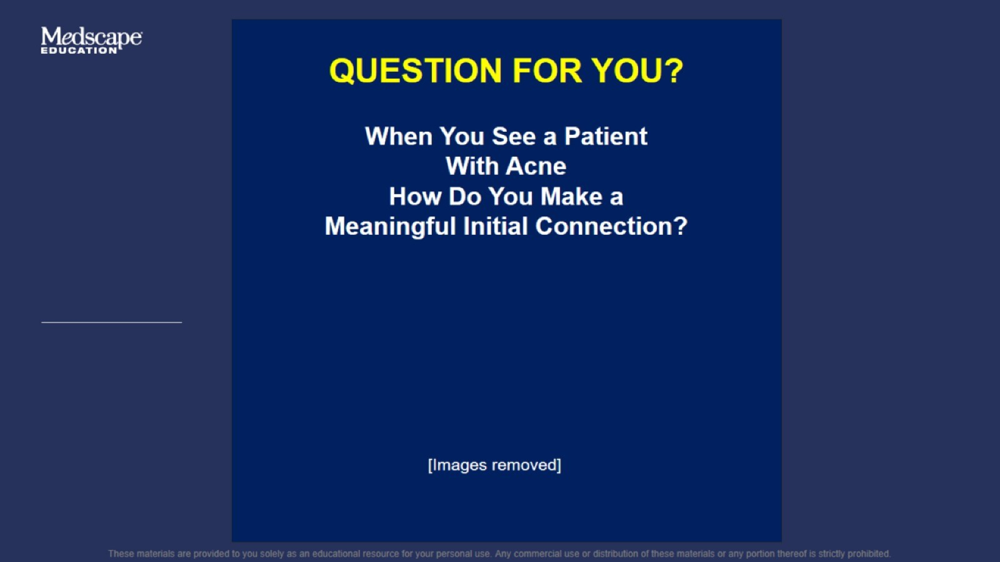 Medscape
EDUCATION
QUESTION FOR YOU?
When You See a Patient
With Acne
How Do You Make a
Meaningful Initial Connection?
[Images removed]
These materials are provided to you solely as an educational resource for your personal use. Any commercial use or distribution of these materials or any portion thereof is strictly prohibited.